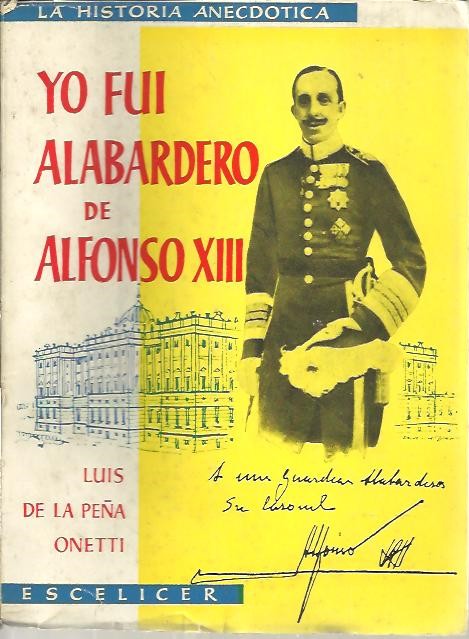 LA HISTORIA ANECDOTICA
YO FUI
ALABARDERO
DE
ALFONSO XIII
LUIS
DE LA PEÑA
ONETTI
A mis Guardias Alabarderos
Su Coronel
Alfonso XIII
ESCELICER